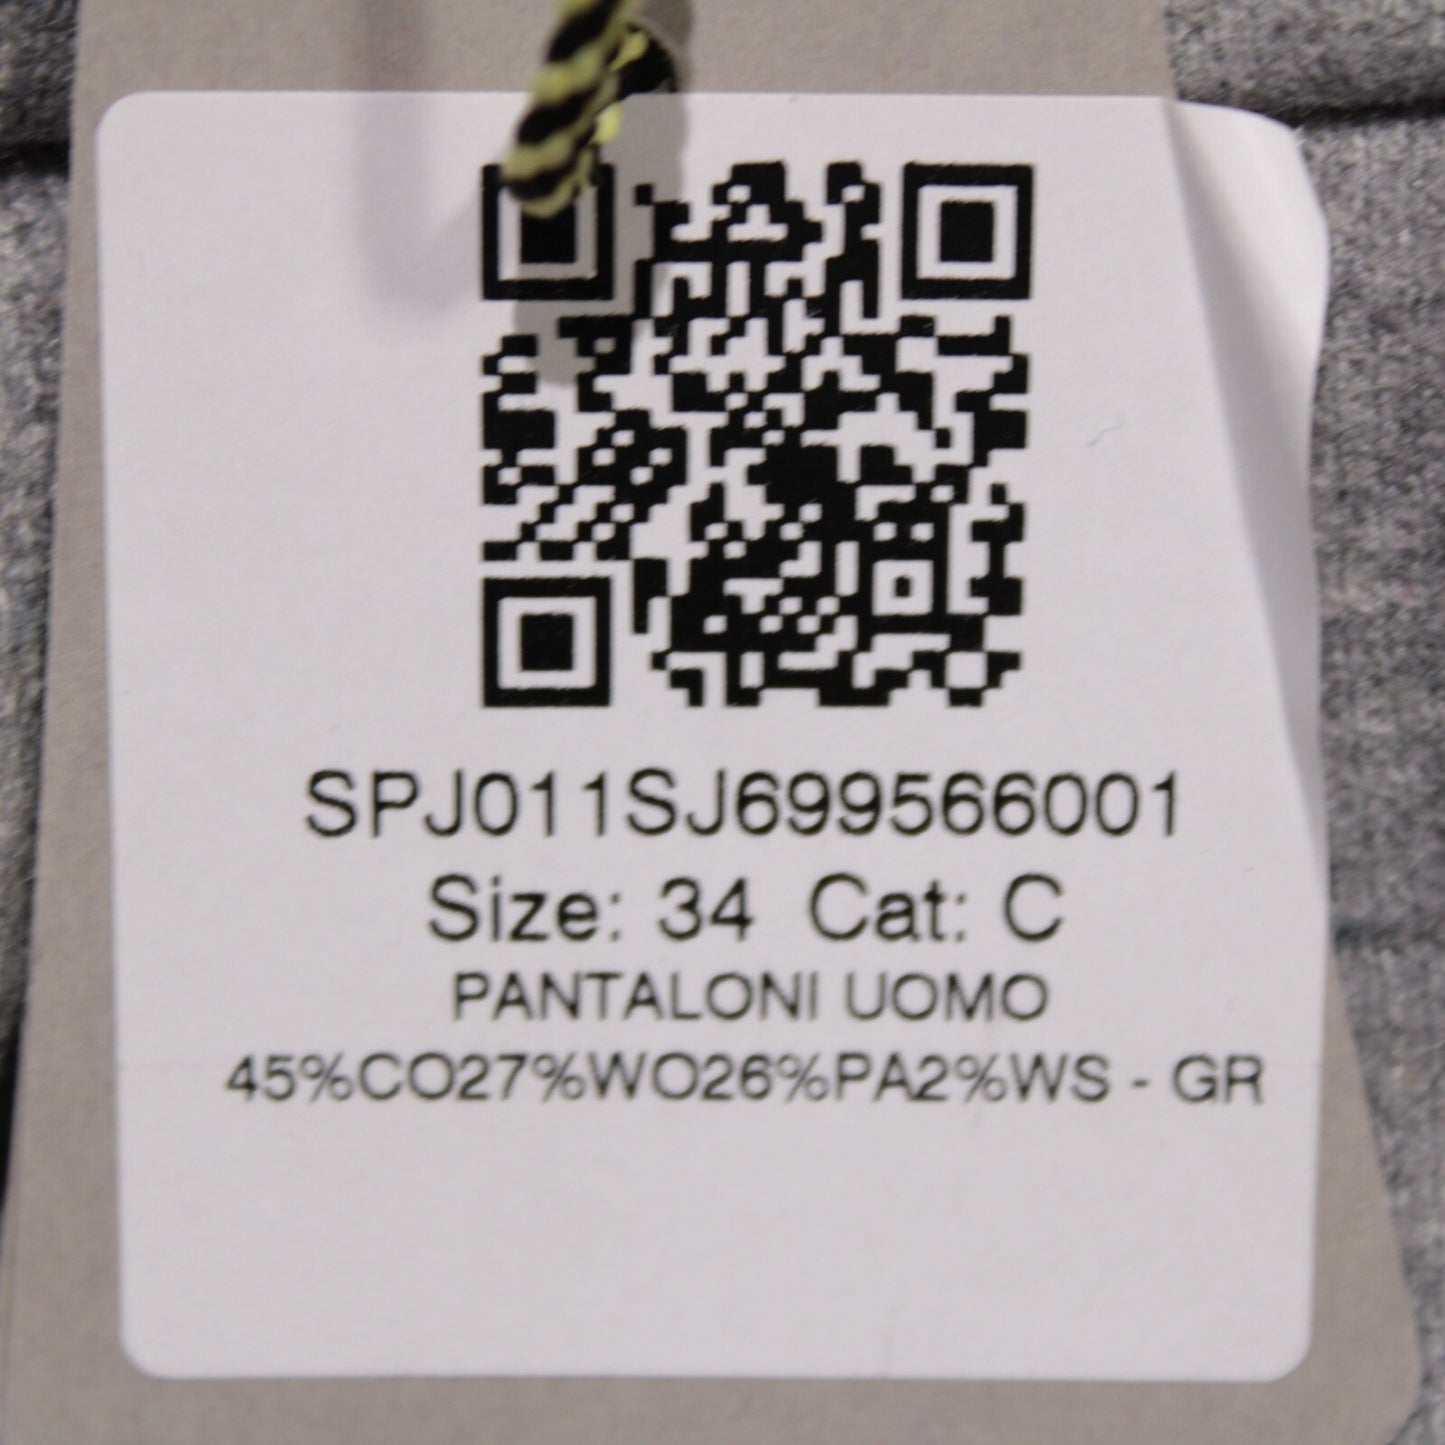 SPJ011SJ699566001
Size: 34 Cat: C
PANTALONI UOMO
45%CO27%WO26%PA2%WS - GR